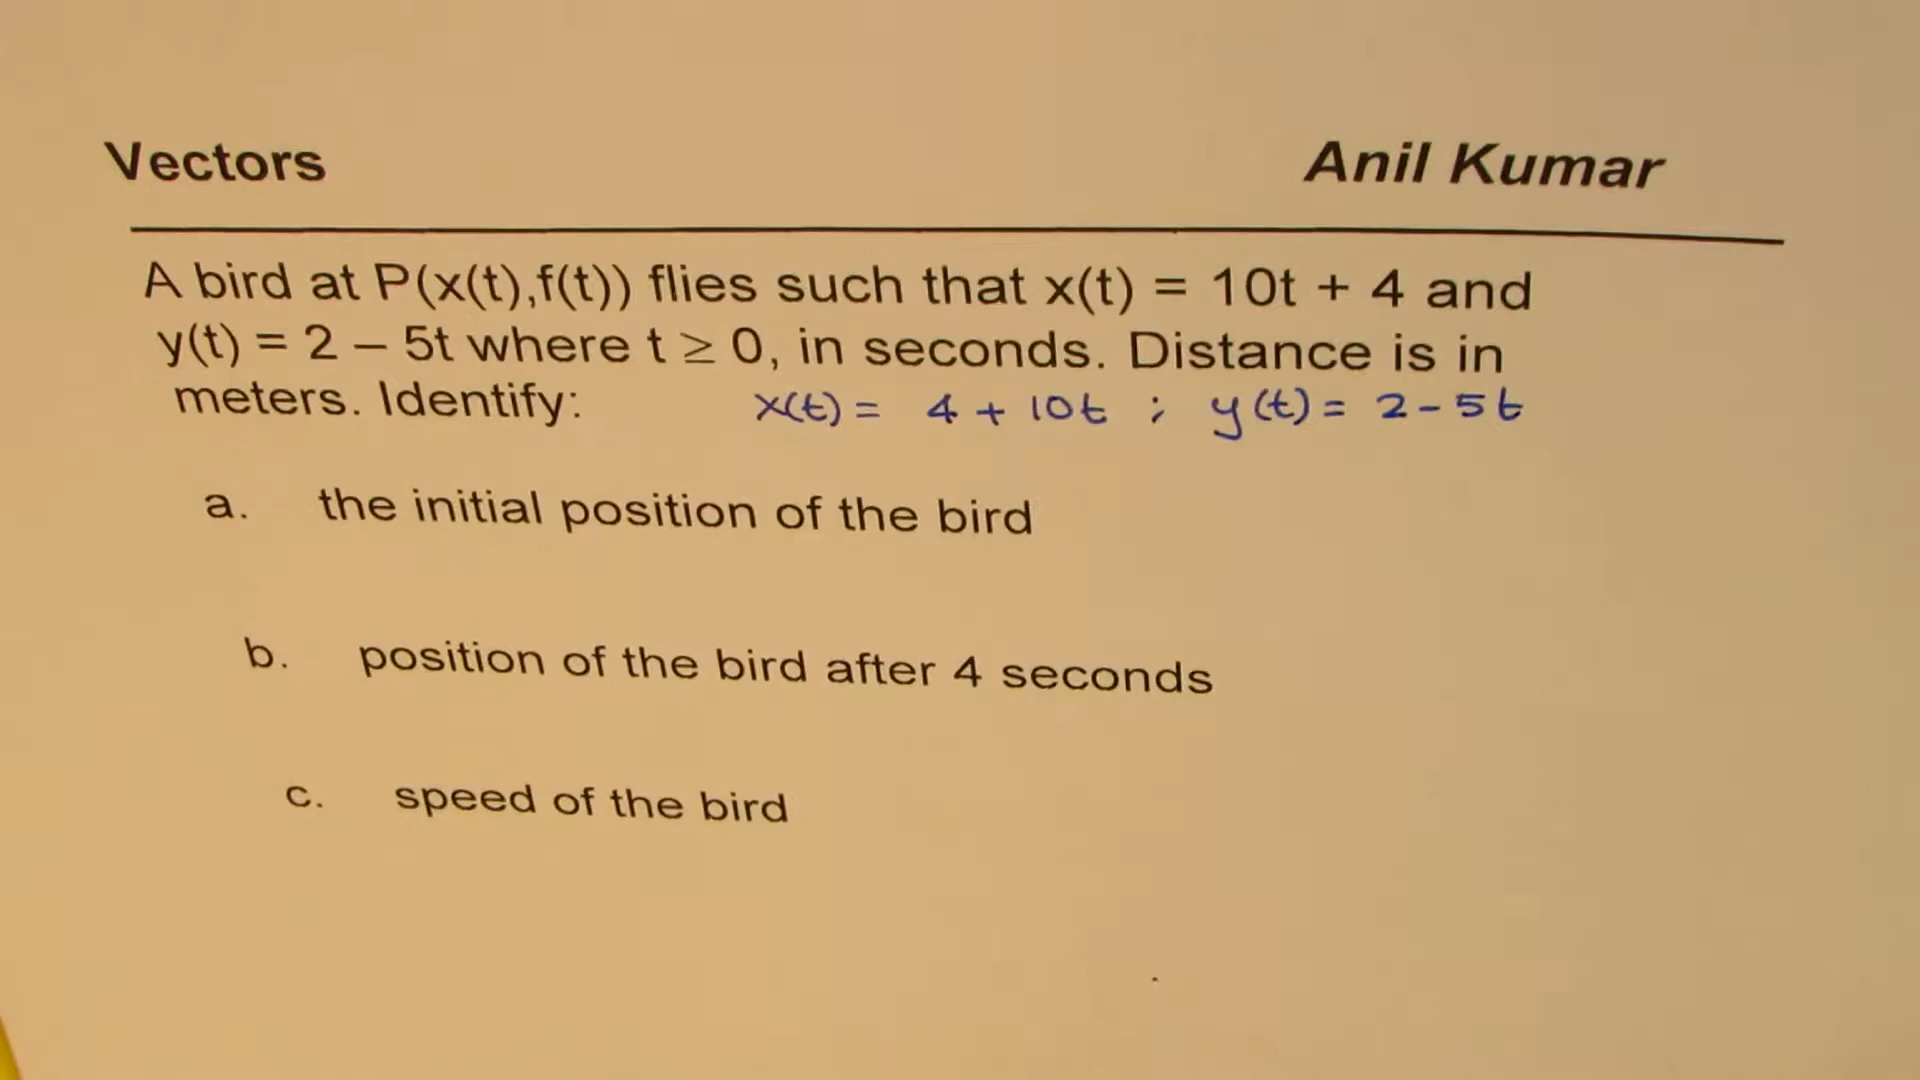 Vectors
Anil Kumar
A bird at P(x(t),f(t)) flies such that x(t) = 10t + 4 and
y(t) = 2 – 5t where t ≥ 0, in seconds. Distance is in
meters. Identify: x(t) = 4 + 10t ; y(t) = 2 - 5t
a. the initial position of the bird
b. position of the bird after 4 seconds
c. speed of the bird